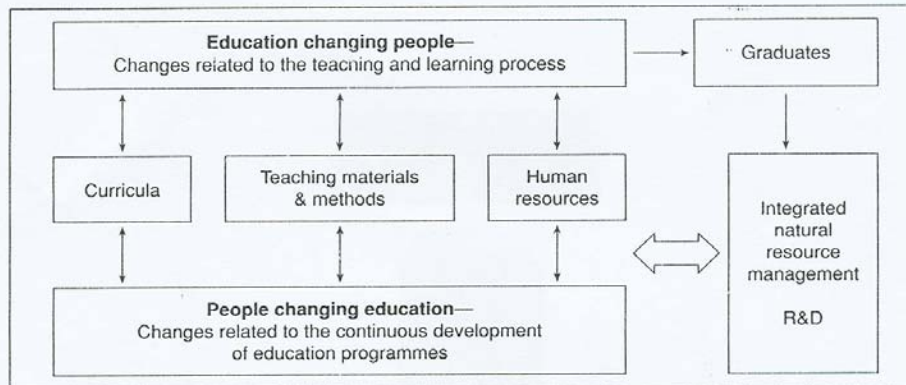 Education changing people—
Changes related to the teaching and learning process
Graduates
Curricula
Teaching materials
& methods
Human
resources
Integrated
natural
resource
management
R&D
People changing education—
Changes related to the continuous development
of education programmes